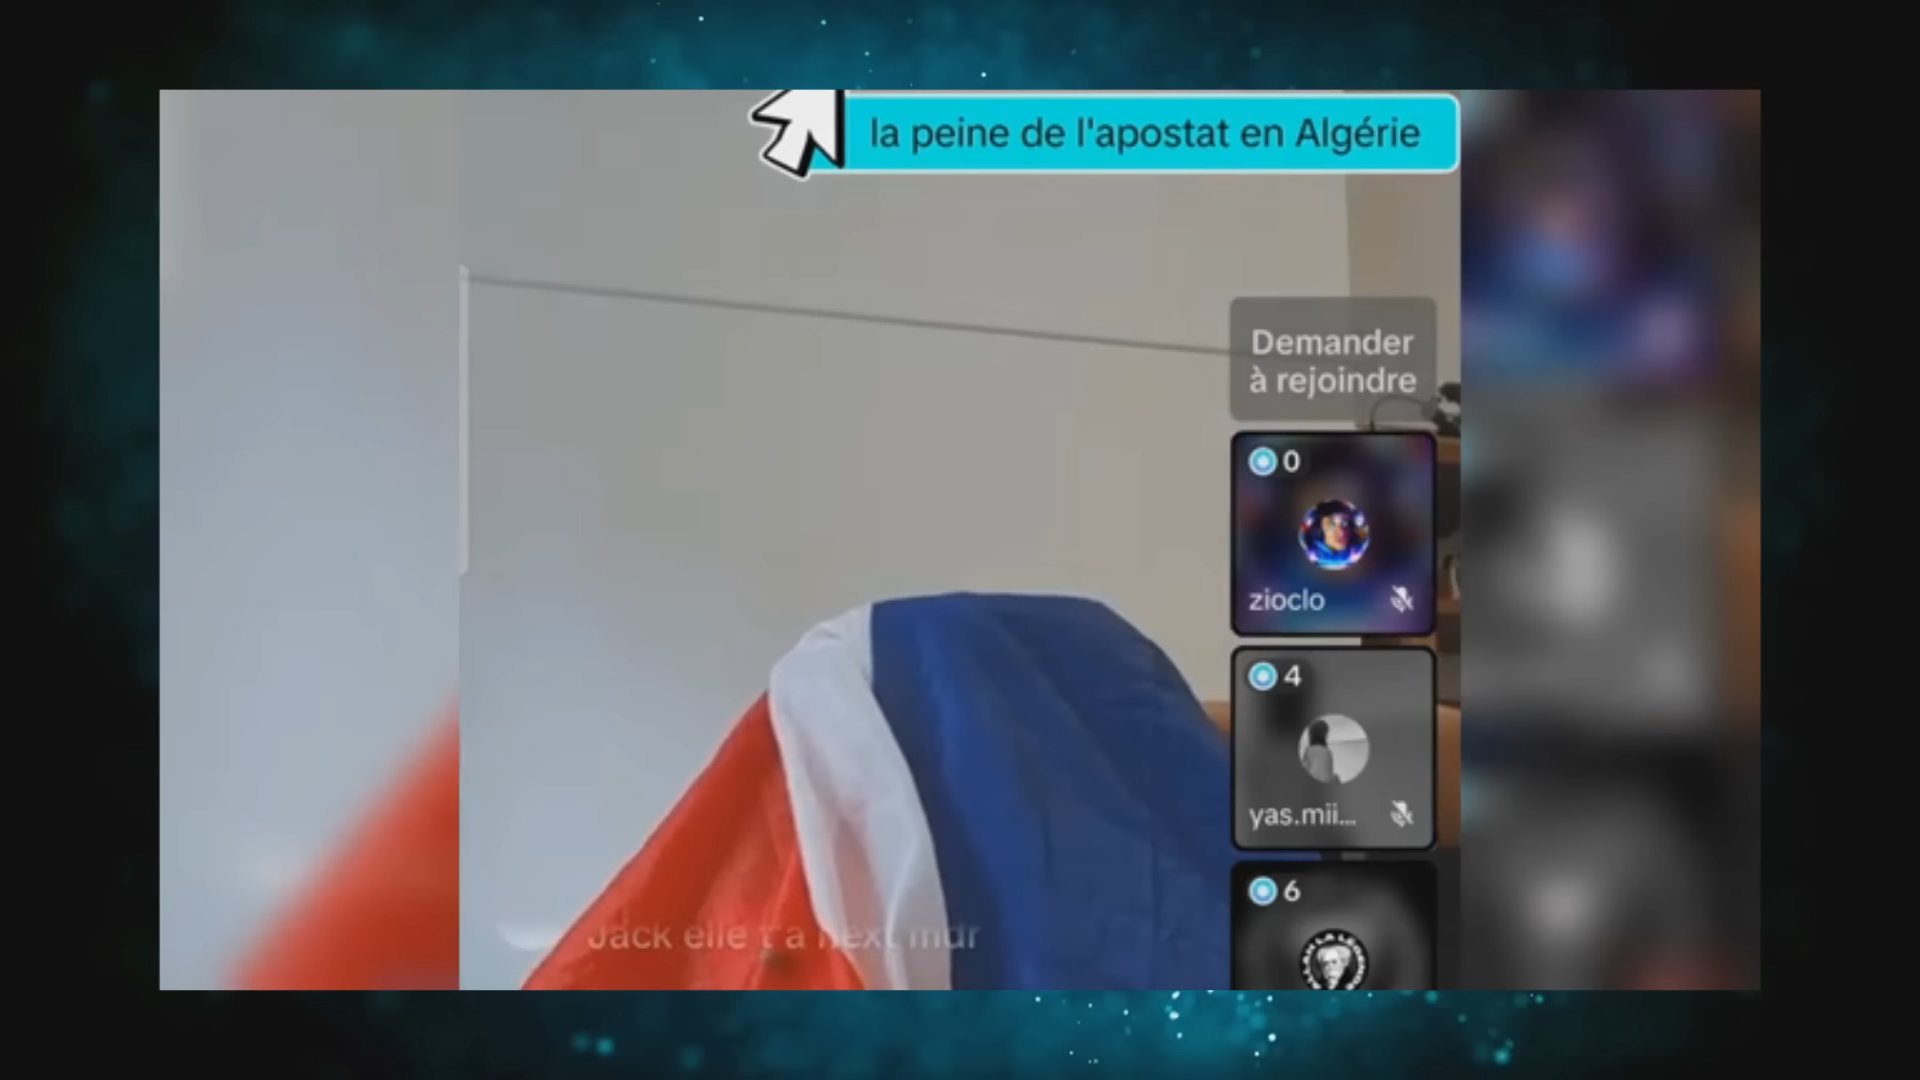 la peine de l'apostat en Algérie
Demander
à rejoindre
0
zioclo
4
yas.mii...
Jack elle t'a next mdr
6